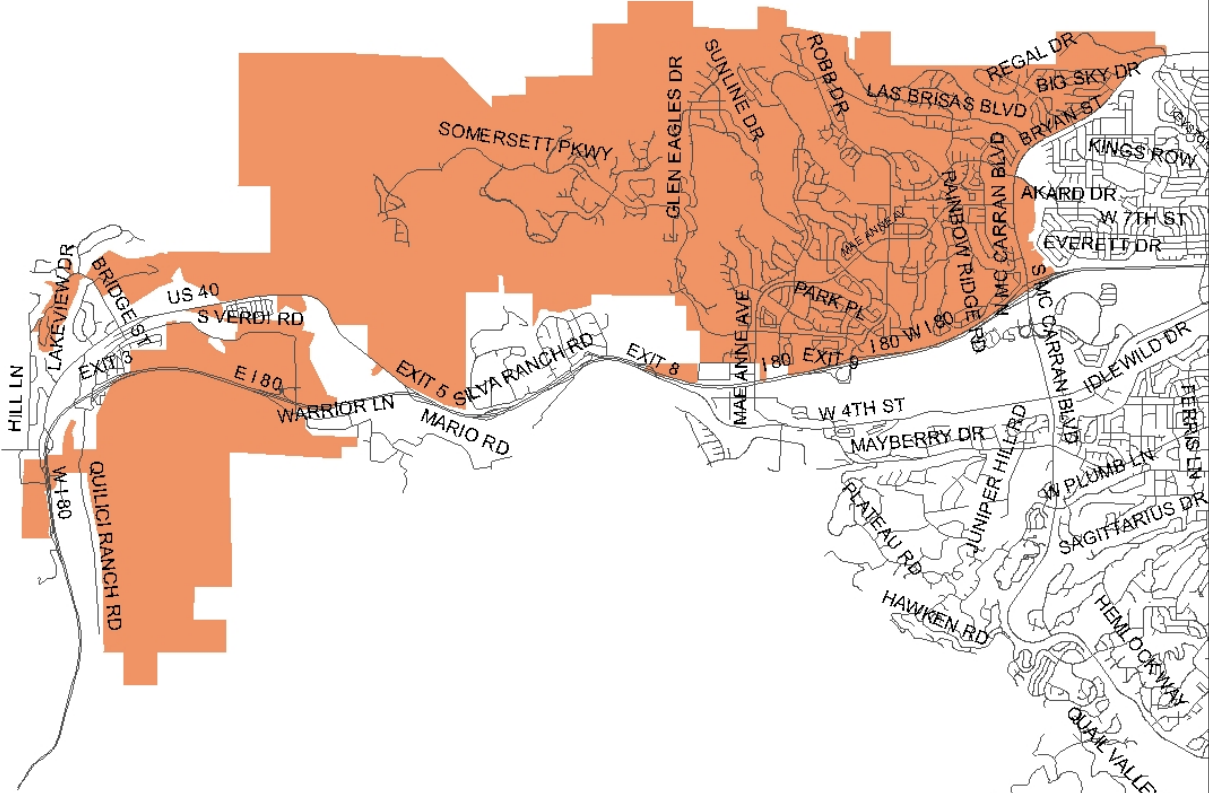 REGAL DR
SUNLINE DR
ROBB DR
BIG SKY DR
GLEN EAGLES DR
LAS BRISAS BLVD
BRYAN ST
SOMERSETT PKWY
KINGS ROW
N MC CARRAN BLVD
RAINBOW RIDGE RD
AKARD DR
W 7TH ST
MAE ANNE AV
EVERETT DR
LAKEVIEW DR
BRIDGE ST
US 40
S VERDI RD
PARK PL
S MC CARRAN BLVD
I 80 W I 80
MAE ANNE AVE
EXIT 3
E I 80
EXIT 5
SILVA RANCH RD
EXIT 8
I 80
EXIT 9
IDLEWILD DR
HILL LN
WARRIOR LN
MARIO RD
W 4TH ST
FERRIS LN
MAYBERRY DR
JUNIPER HILL RD
W PLUMB LN
W I 80
QUILICI RANCH RD
PLATEAU RD
SAGITTARIUS DR
HAWKEN RD
HEMLOCK WAY
QUAIL VALLE